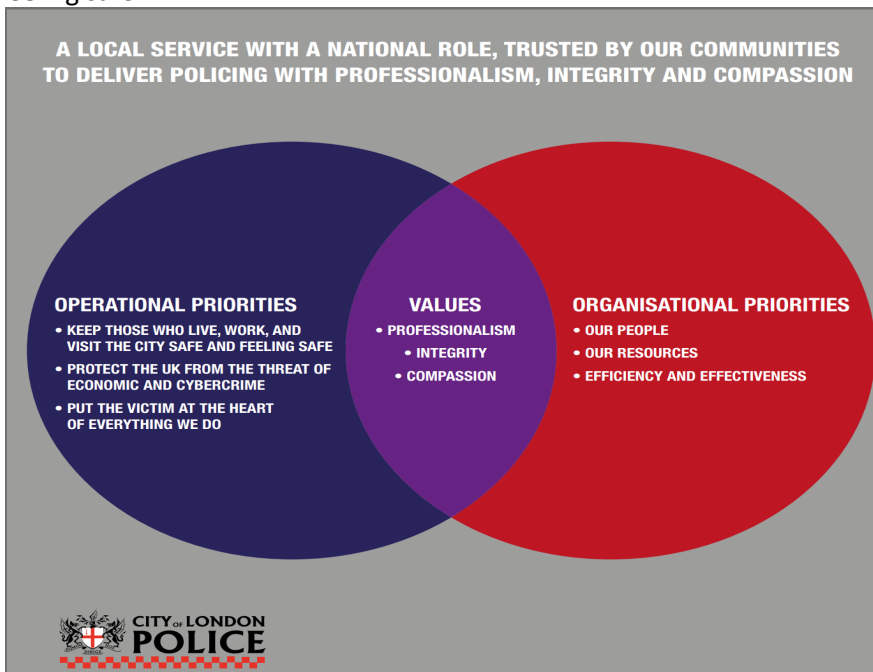 A LOCAL SERVICE WITH A NATIONAL ROLE, TRUSTED BY OUR COMMUNITIES
TO DELIVER POLICING WITH PROFESSIONALISM, INTEGRITY AND COMPASSION
OPERATIONAL PRIORITIES
• KEEP THOSE WHO LIVE, WORK, AND
VISIT THE CITY SAFE AND FEELING SAFE
• PROTECT THE UK FROM THE THREAT OF
ECONOMIC AND CYBERCRIME
• PUT THE VICTIM AT THE HEART
OF EVERYTHING WE DO
VALUES
• PROFESSIONALISM
• INTEGRITY
• COMPASSION
ORGANISATIONAL PRIORITIES
• OUR PEOPLE
• OUR RESOURCES
• EFFICIENCY AND EFFECTIVENESS
CITY OF LONDON
POLICE